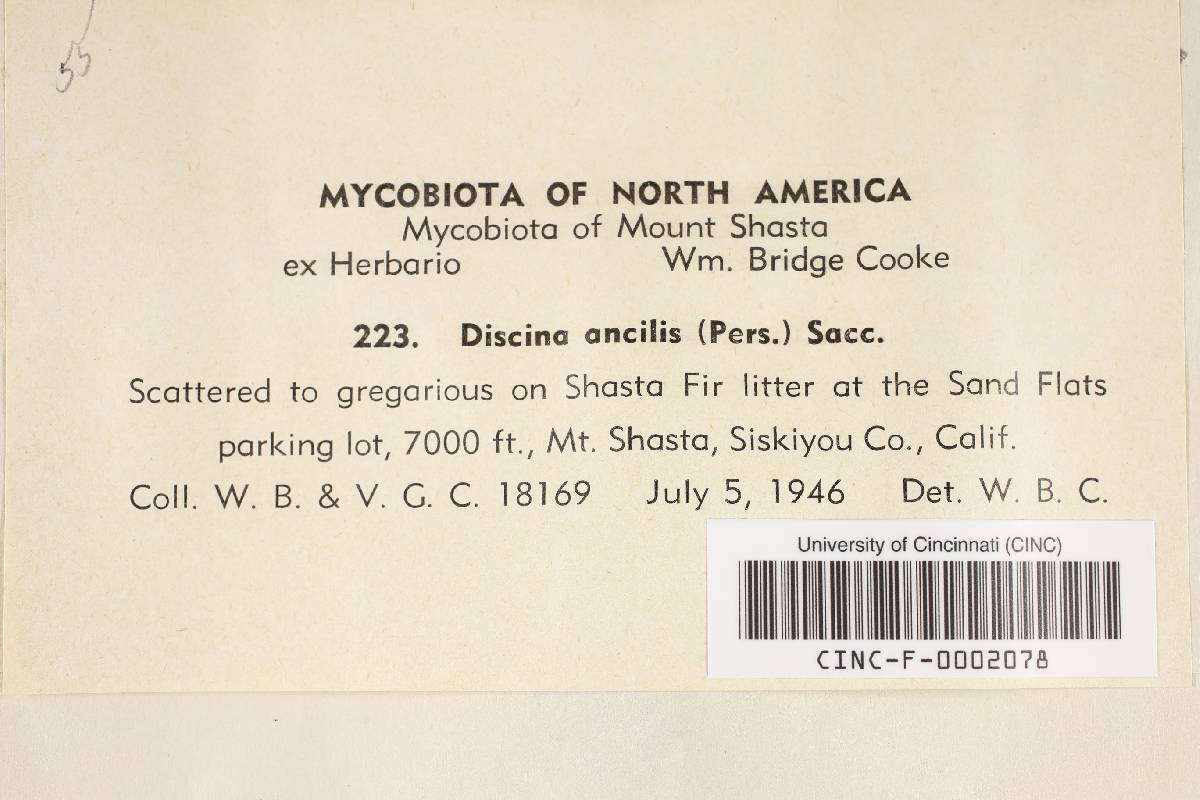 55
MYCOBIOTA OF NORTH AMERICA
Mycobiota of Mount Shasta
ex Herbario Wm. Bridge Cooke
223. Discina ancilis (Pers.) Sacc.
Scattered to gregarious on Shasta Fir litter at the Sand Flats
parking lot, 7000 ft., Mt. Shasta, Siskiyou Co., Calif.
Coll. W. B. & V. G. C. 18169 July 5, 1946 Det. W. B. C.
University of Cincinnati (CINC)
CINC-F-0002078